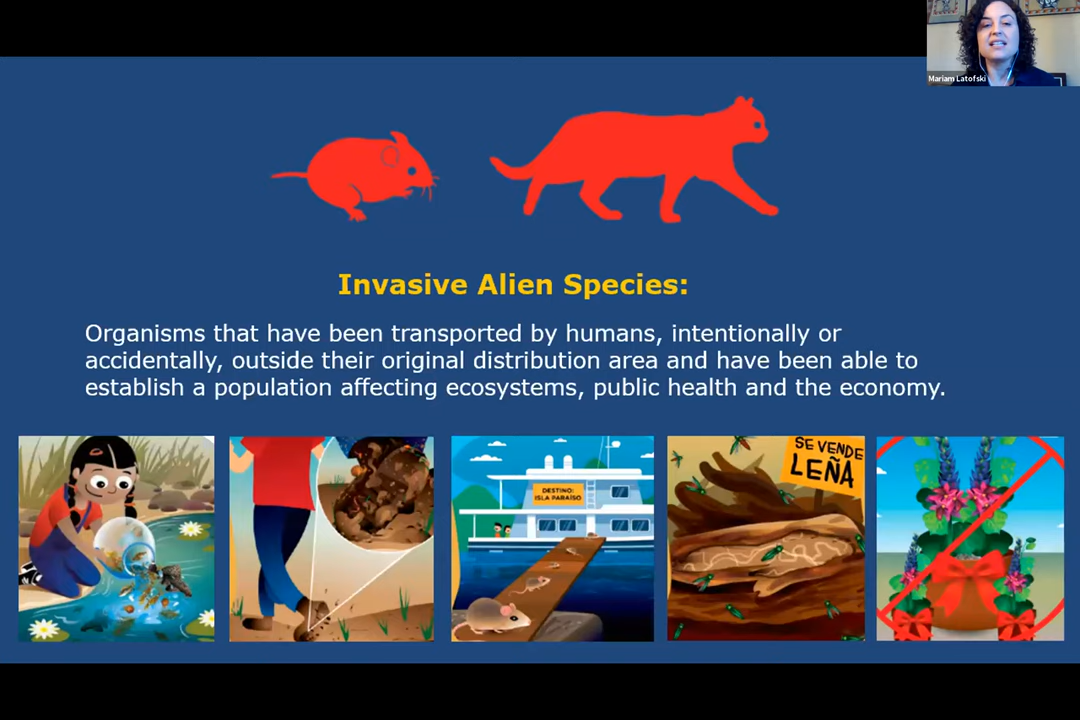 Mariam Latofski
Invasive Alien Species:
Organisms that have been transported by humans, intentionally or
accidentally, outside their original distribution area and have been able to
establish a population affecting ecosystems, public health and the economy.
DESTINO:
ISLA PARAÍSO
SE VENDE
LEÑA